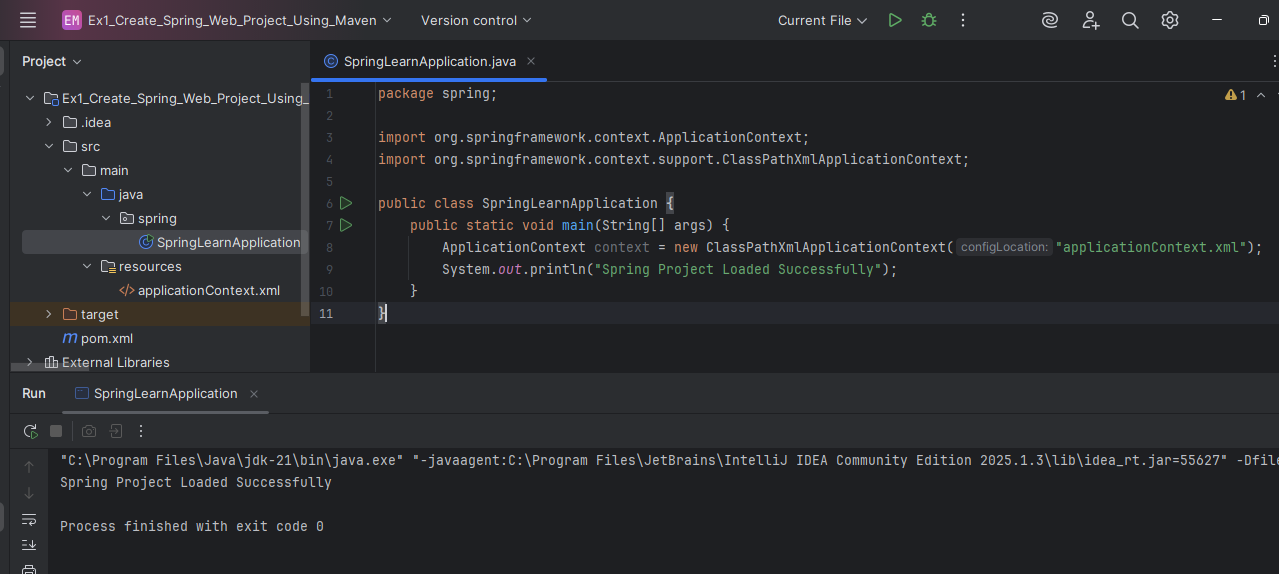 EM Ex1_Create_Spring_Web_Project_Using_Maven Version control Current File
Project
SpringLearnApplication.java
Ex1_Create_Spring_Web_Project_Using_
.idea
src
main
java
spring
SpringLearnApplication
resources
applicationContext.xml
target
pom.xml
External Libraries
1 package spring;
2
3 import org.springframework.context.ApplicationContext;
4 import org.springframework.context.support.ClassPathXmlApplicationContext;
5
6 public class SpringLearnApplication {
7 public static void main(String[] args) {
8 ApplicationContext context = new ClassPathXmlApplicationContext( configLocation: "applicationContext.xml");
9 System.out.println("Spring Project Loaded Successfully");
10 }
11 }
1
Run SpringLearnApplication
"C:\Program Files\Java\jdk-21\bin\java.exe" "-javaagent:C:\Program Files\JetBrains\IntelliJ IDEA Community Edition 2025.1.3\lib\idea_rt.jar=55627" -Dfile
Spring Project Loaded Successfully
Process finished with exit code 0